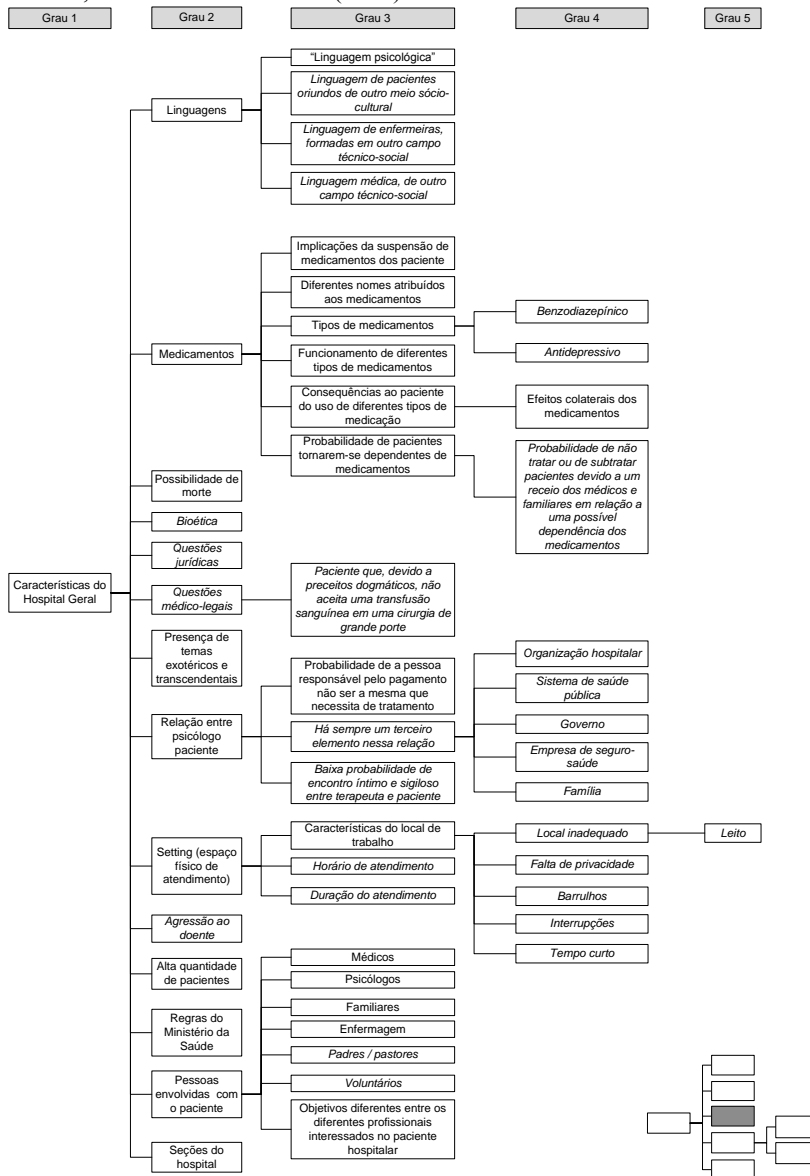 Grau 1
Grau 2
Grau 3
Grau 4
Grau 5
Características do
Hospital Geral
Linguagens
"Linguagem psicológica"
Linguagem de pacientes
oriundos de outro meio sócio-
cultural
Linguagem de enfermeiras,
formadas em outro campo
técnico-social
Linguagem médica, de outro
campo técnico-social
Medicamentos
Implicações da suspensão de
medicamentos dos paciente
Diferentes nomes atribuídos
aos medicamentos
Tipos de medicamentos
Benzodiazepínico
Antidepressivo
Funcionamento de diferentes
tipos de medicamentos
Consequências ao paciente
do uso de diferentes tipos de
medicação
Efeitos colaterais dos
medicamentos
Probabilidade de pacientes
tornarem-se dependentes de
medicamentos
Probabilidade de não
tratar ou de subtratar
pacientes devido a um
receio dos médicos e
familiares em relação a
uma possível
dependência dos
medicamentos
Possibilidade de
morte
Bioética
Questões
jurídicas
Questões
médico-legais
Paciente que, devido a
preceitos dogmáticos, não
aceita uma transfusão
sanguínea em uma cirurgia de
grande porte
Presença de
temas
exotéricos e
transcendentais
Relação entre
psicólogo
paciente
Probabilidade de a pessoa
responsável pelo pagamento
não ser a mesma que
necessita de tratamento
Há sempre um terceiro
elemento nessa relação
Organização hospitalar
Sistema de saúde
pública
Governo
Empresa de seguro-
saúde
Família
Baixa probabilidade de
encontro íntimo e sigiloso
entre terapeuta e paciente
Setting (espaço
físico de
atendimento)
Características do local de
trabalho
Local inadequado
Leito
Falta de privacidade
Barrulhos
Interrupções
Tempo curto
Horário de atendimento
Duração do atendimento
Agressão ao
doente
Alta quantidade
de pacientes
Regras do
Ministério da
Saúde
Pessoas
envolvidas com
o paciente
Médicos
Psicólogos
Familiares
Enfermagem
Padres / pastores
Voluntários
Objetivos diferentes entre os
diferentes profissionais
interessados no paciente
hospitalar
Seções do
hospital